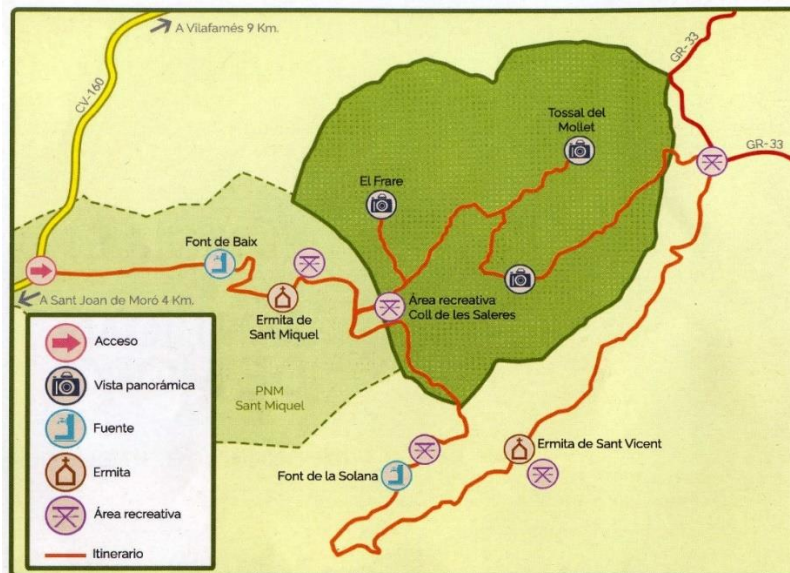 A Vilafamés 9 Km.
CV-160
GR-33
Tossal del
Mollet
GR-33
El Frare
Font de Baix
A Sant Joan de Moró 4 Km.
Ermita de
Sant Miquel
Área recreativa
Coll de les Saleres
PNM
Sant Miquel
Ermita de Sant Vicent
Font de la Solana
Acceso
Vista panorámica
Fuente
Ermita
Área recreativa
Itinerario